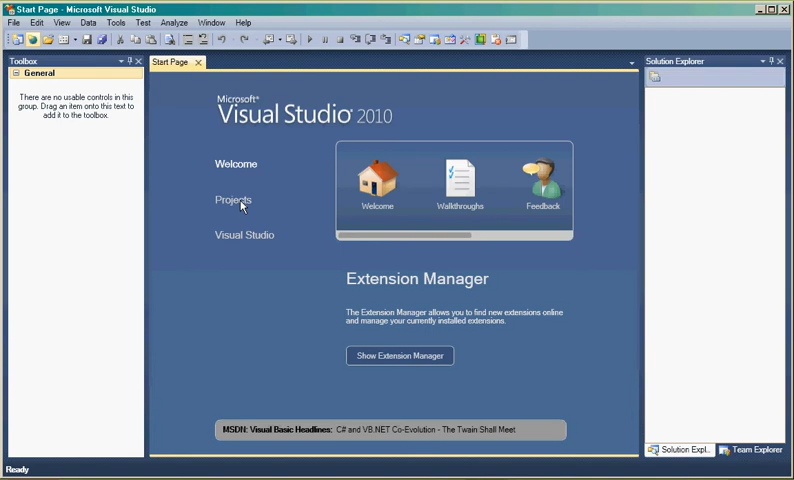 Start Page - Microsoft Visual Studio
File Edit View Data Tools Test Analyze Window Help
Toolbox
General
There are no usable controls in this
group. Drag an item onto this text to
add it to the toolbox.
Start Page
Microsoft®
Visual Studio® 2010
Welcome
Projects
Visual Studio
Welcome Walkthroughs Feedback
Extension Manager
The Extension Manager allows you to find new extensions online
and manage your currently installed extensions.
Show Extension Manager
MSDN: Visual Basic Headlines: C# and VB.NET Co-Evolution - The Twain Shall Meet
Solution Explorer
Solution Expl... Team Explorer
Ready